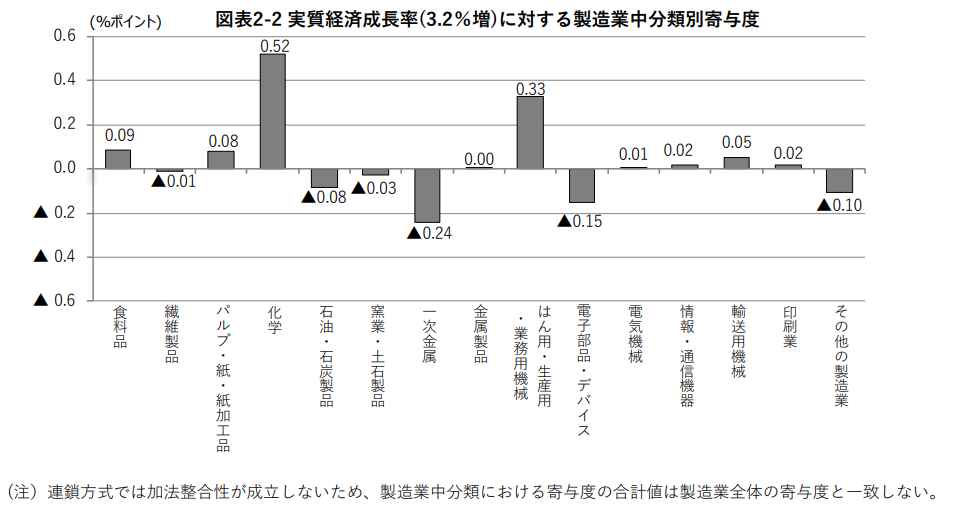 図表2-2 実質経済成長率(3.2%増)に対する製造業中分類別寄与度
(%ポイント)
0.6
0.4
0.2
0.0
▲ 0.2
▲ 0.4
▲ 0.6
0.09
▲0.01
0.08
0.52
▲0.08
▲0.03
▲0.24
0.00
0.33
▲0.15
0.01
0.02
0.05
0.02
▲0.10
食料品
繊維製品
パルプ・紙・紙加工品
化学
石油・石炭製品
窯業・土石製品
一次金属
金属製品
はん用・生産用
・業務用機械
電子部品・デバイス
電気機械
情報・通信機器
輸送用機械
印刷業
その他の製造業
(注) 連鎖方式では加法整合性が成立しないため、製造業中分類における寄与度の合計値は製造業全体の寄与度と一致しない。